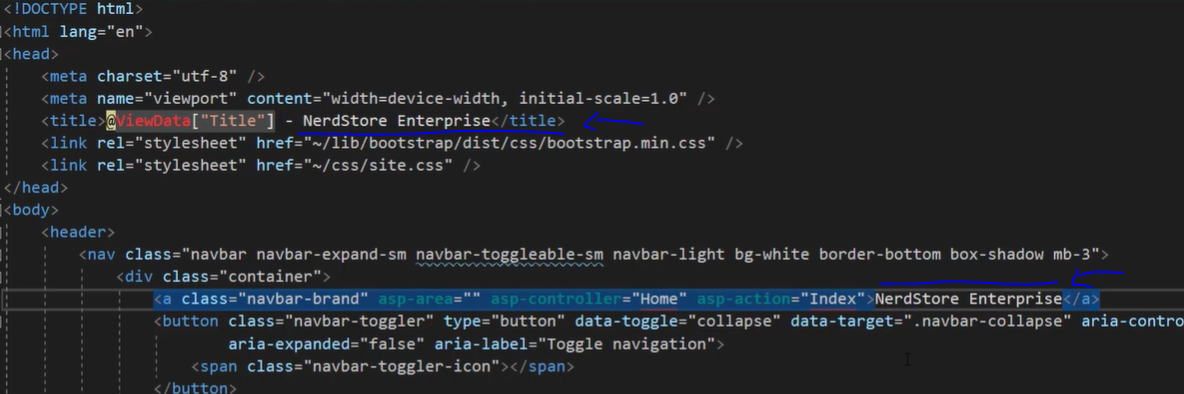 <!DOCTYPE html>
<html lang="en">
<head>
<meta charset="utf-8" />
<meta name="viewport" content="width=device-width, initial-scale=1.0" />
<title>@ViewData["Title"] - NerdStore Enterprise</title>
<link rel="stylesheet" href="~/lib/bootstrap/dist/css/bootstrap.min.css" />
<link rel="stylesheet" href="~/css/site.css" />
</head>
<body>
<header>
<nav class="navbar navbar-expand-sm navbar-toggleable-sm navbar-light bg-white border-bottom box-shadow mb-3">
<div class="container">
<a class="navbar-brand" asp-area="" asp-controller="Home" asp-action="Index">NerdStore Enterprise</a>
<button class="navbar-toggler" type="button" data-toggle="collapse" data-target=".navbar-collapse" aria-contro
aria-expanded="false" aria-label="Toggle navigation">
<span class="navbar-toggler-icon"></span>
</button>